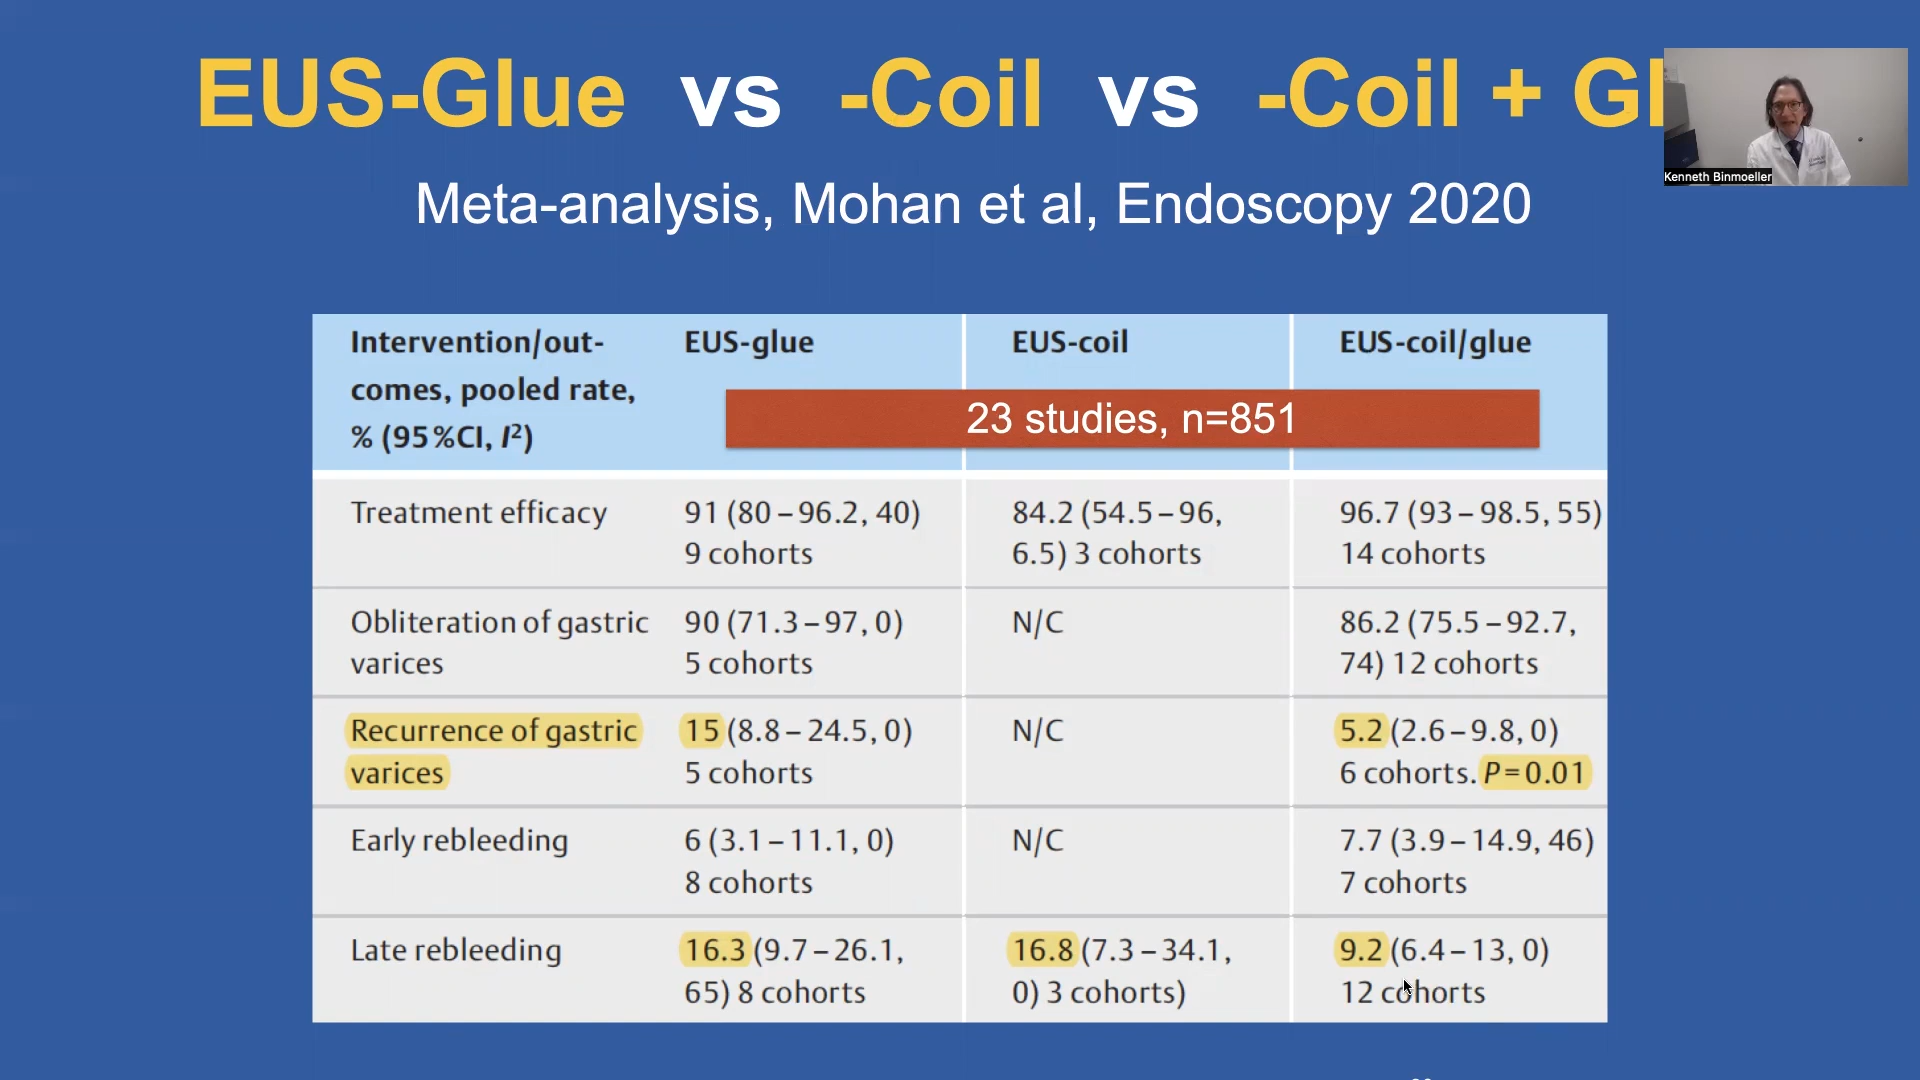 EUS-Glue vs -Coil vs -Coil + Gl
Kenneth Binmoeller
Meta-analysis, Mohan et al, Endoscopy 2020
Intervention/out-
comes, pooled rate,
% (95%CI, I²)
EUS-glue
EUS-coil
EUS-coil/glue
23 studies, n=851
Treatment efficacy
91 (80–96.2, 40)
9 cohorts
84.2 (54.5–96,
6.5) 3 cohorts
96.7 (93–98.5, 55)
14 cohorts
Obliteration of gastric
varices
90 (71.3–97, 0)
5 cohorts
N/C
86.2 (75.5–92.7,
74) 12 cohorts
Recurrence of gastric
varices
15 (8.8–24.5, 0)
5 cohorts
N/C
5.2 (2.6–9.8, 0)
6 cohorts. P=0.01
Early rebleeding
6 (3.1–11.1, 0)
8 cohorts
N/C
7.7 (3.9–14.9, 46)
7 cohorts
Late rebleeding
16.3 (9.7–26.1,
65) 8 cohorts
16.8 (7.3–34.1,
0) 3 cohorts)
9.2 (6.4–13, 0)
12 cohorts